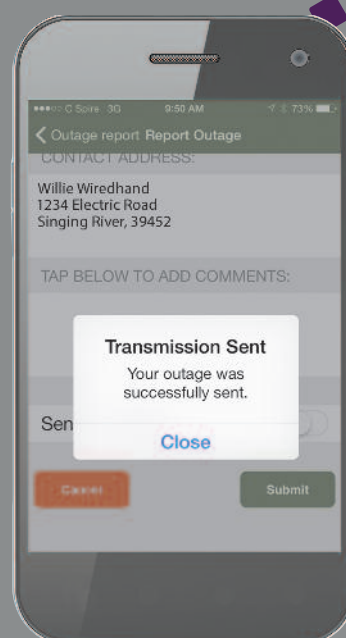 C Spire 3G 9:50 AM 73%
Outage report Report Outage
CONTACT ADDRESS:
Willie Wiredhand
1234 Electric Road
Singing River, 39452
TAP BELOW TO ADD COMMENTS:
Transmission Sent
Your outage was
successfully sent.
Sen
Close
Cancel Submit